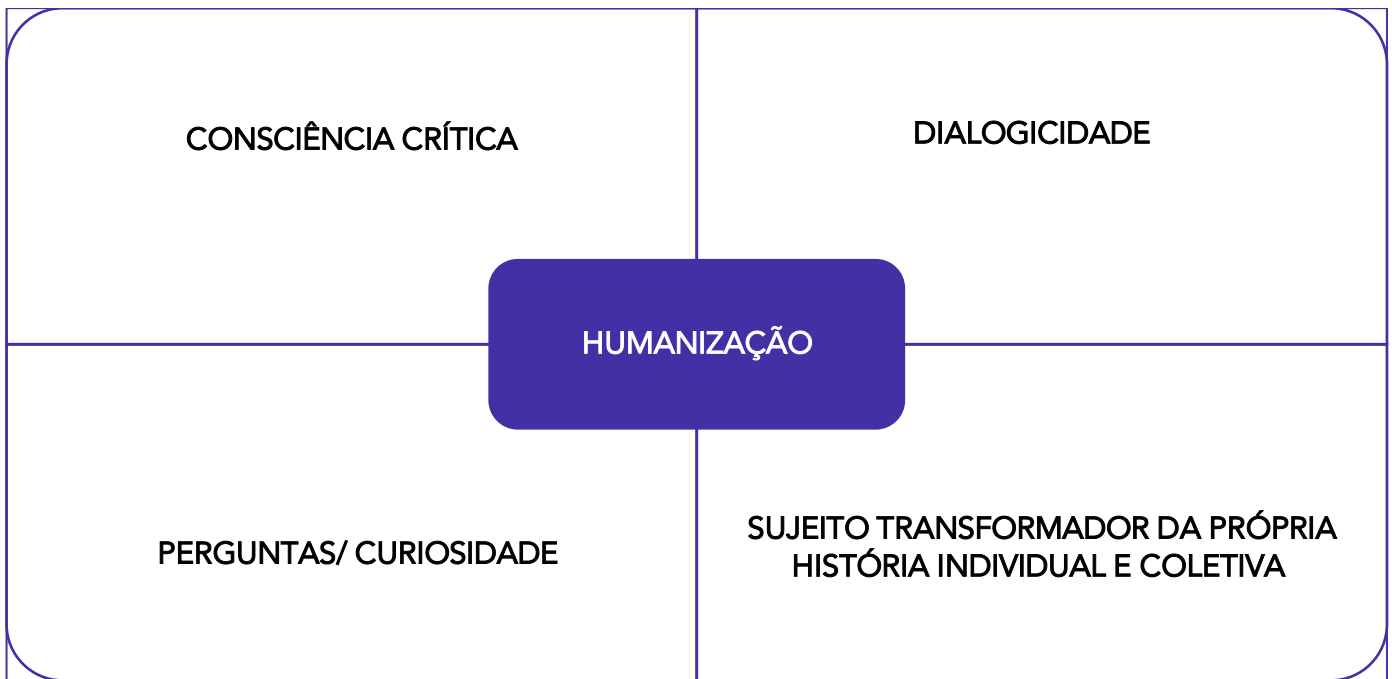 CONSCIÊNCIA CRÍTICA
DIALOGICIDADE
HUMANIZAÇÃO
PERGUNTAS/ CURIOSIDADE
SUJEITO TRANSFORMADOR DA PRÓPRIA
HISTÓRIA INDIVIDUAL E COLETIVA